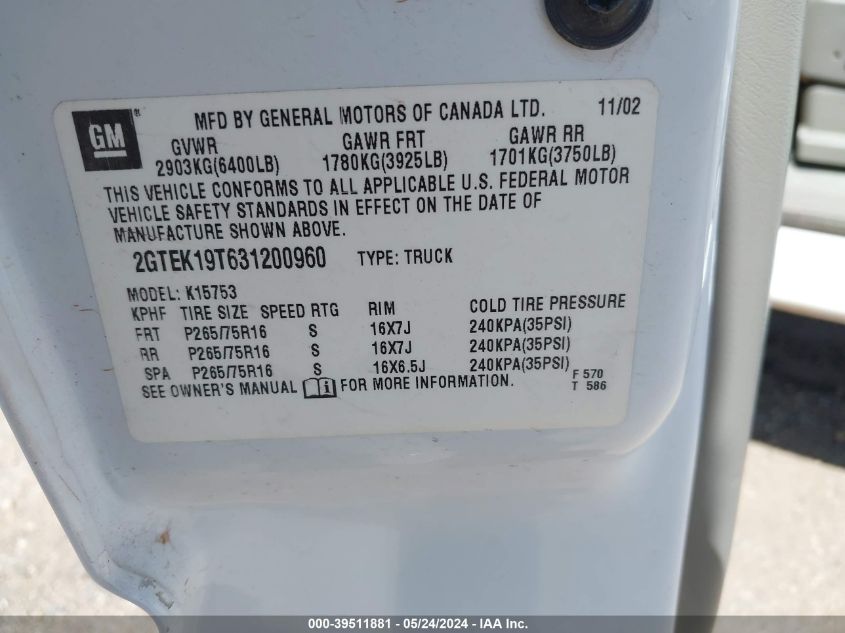 GM ® MFD BY GENERAL MOTORS OF CANADA LTD. 11/02
GVWR GAWR FRT GAWR RR
2903KG(6400LB) 1780KG(3925LB) 1701KG(3750LB)
THIS VEHICLE CONFORMS TO ALL APPLICABLE U.S. FEDERAL MOTOR
VEHICLE SAFETY STANDARDS IN EFFECT ON THE DATE OF
MANUFACTURE SHOWN ABOVE.
2GTEK19T631200960 TYPE: TRUCK
MODEL: K15753
KPHF TIRE SIZE SPEED RTG RIM COLD TIRE PRESSURE
FRT P265/75R16 S 16X7J 240KPA(35PSI)
RR P265/75R16 S 16X7J 240KPA(35PSI)
SPA P265/75R16 S 16X6.5J 240KPA(35PSI) F 570
SEE OWNER'S MANUAL i FOR MORE INFORMATION. T 586
000-39511881 / 05/24/2024 - IAA Inc.